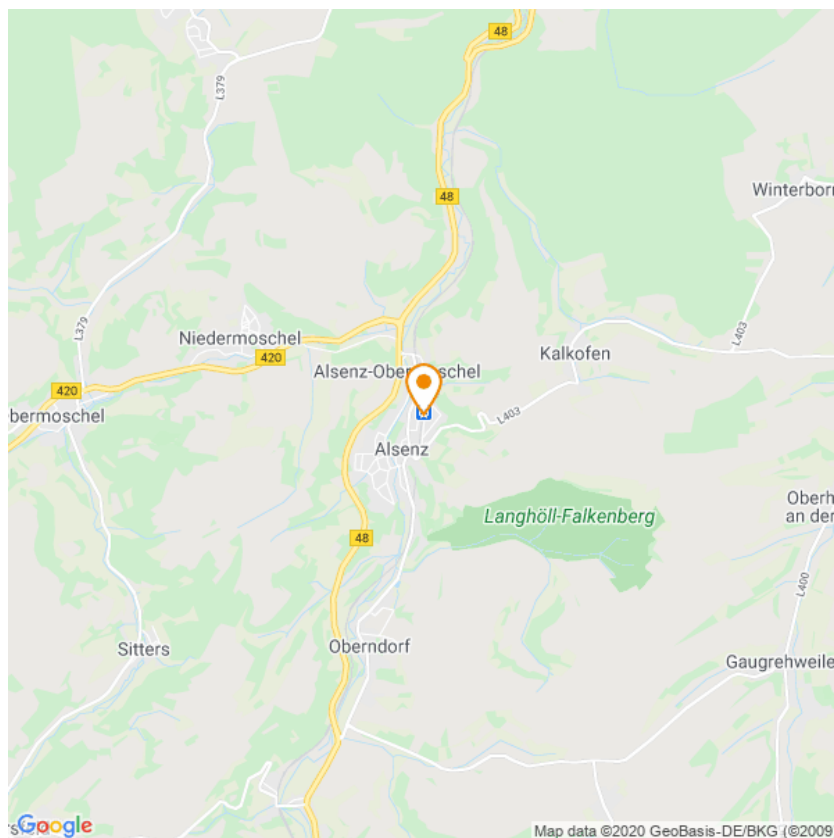 48
L379
48
Winterborn
Niedermoschel
L379
420
L403
Kalkofen
Alsenz-Obermoschel
420
bermoschel
L403
Alsenz
Langhöll-Falkenberg
Oberh
an der
48
L400
Sitters
Oberndorf
Gaugrehweile
Google
Map data ©2020 GeoBasis-DE/BKG (©2009